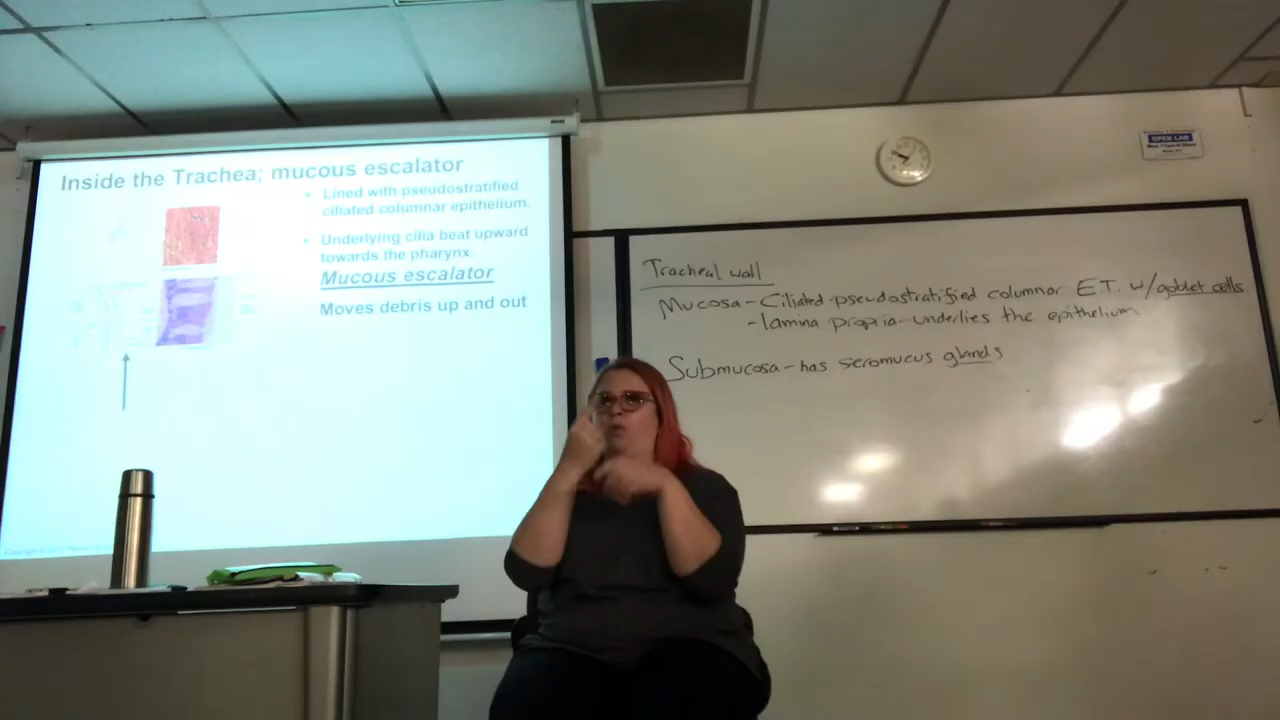 Inside the Trachea; mucous escalator
• Lined with pseudostratified
ciliated columnar epithelium.
• Underlying cilia beat upward
towards the pharynx.
Mucous escalator
Moves debris up and out
OPEN LAB
Tracheal wall
Mucosa - Ciliated pseudostratified columnar E.T. w/goblet cells
- lamina propria - underlies the epithelium
Submucosa - has seromucus glands